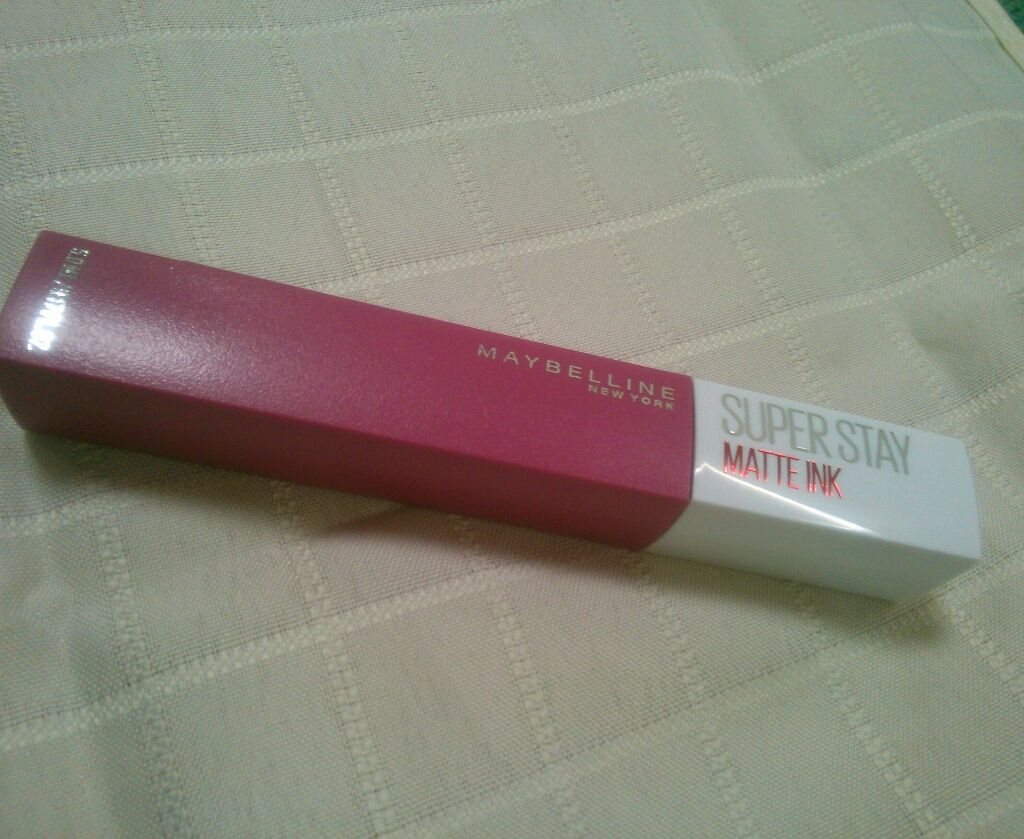 MAYBELLINE
NEW YORK
SUPER STAY
MATTE INK